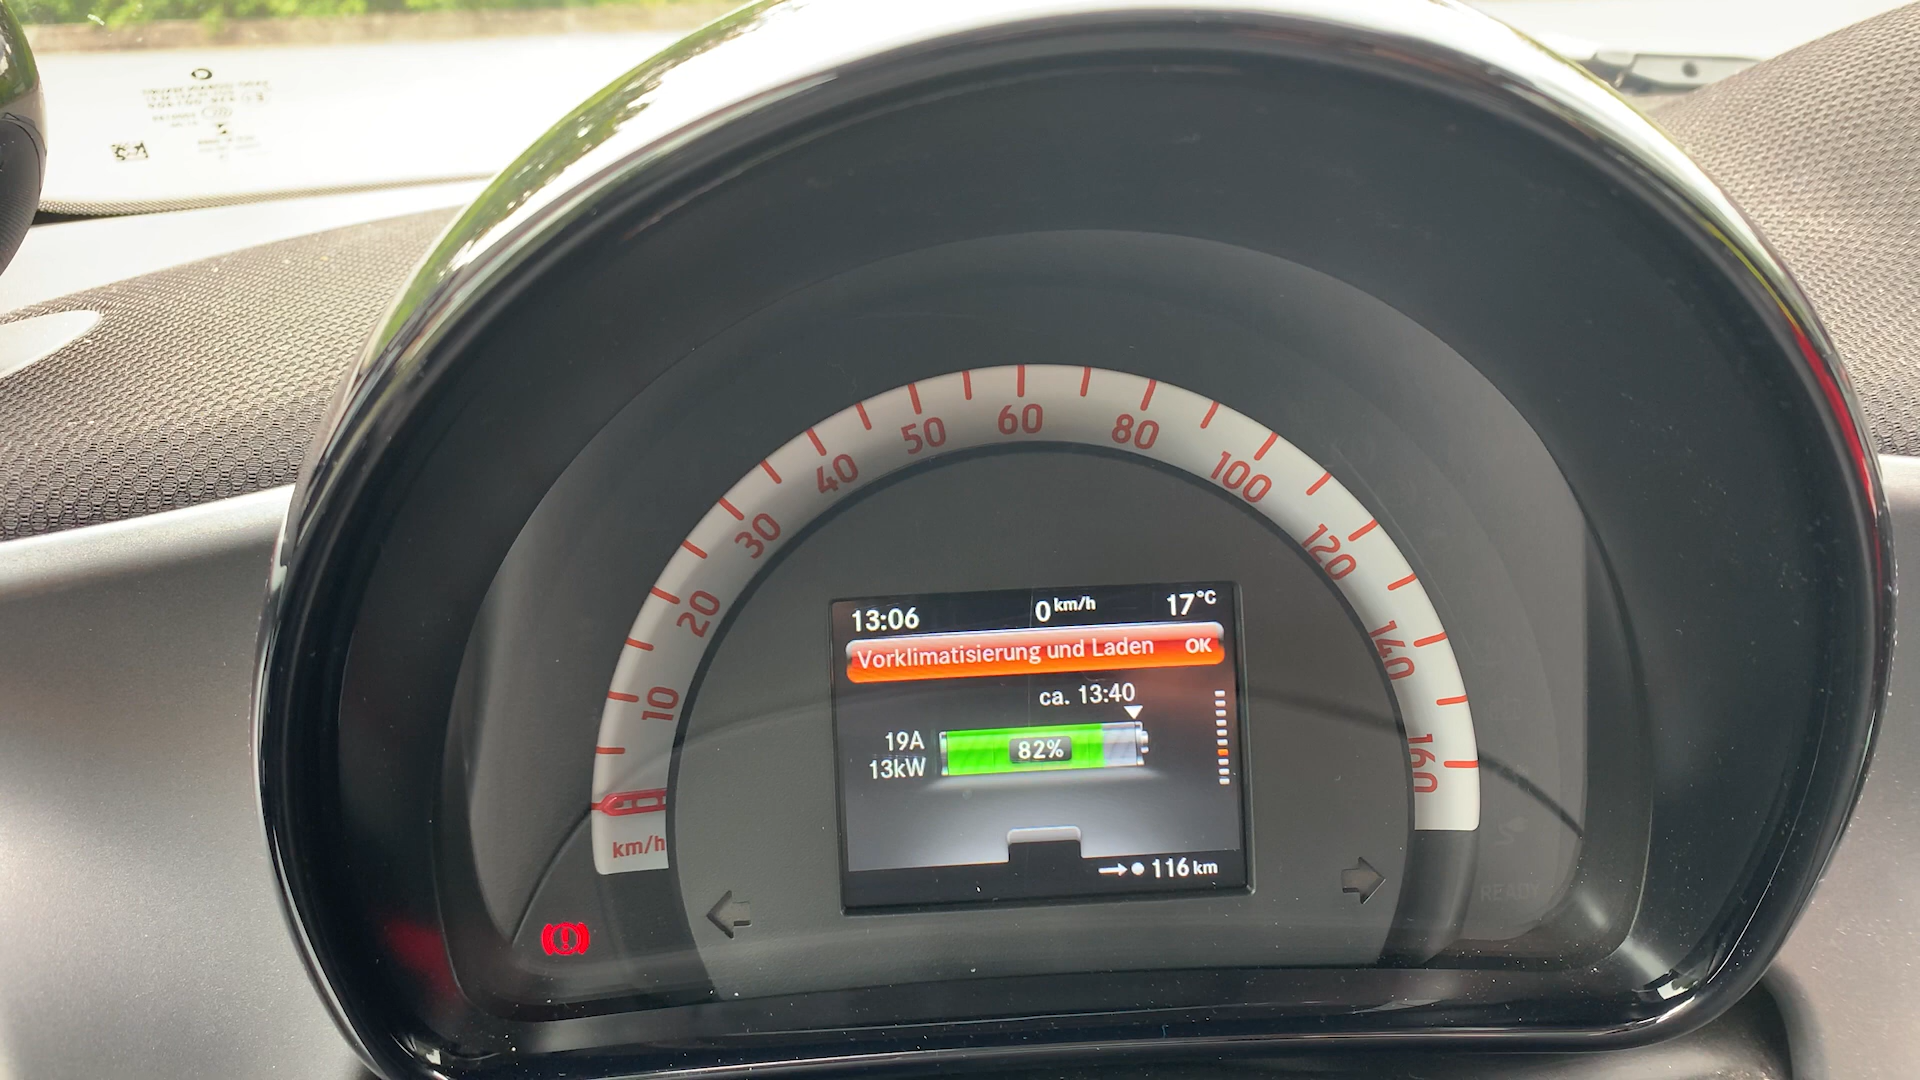 10
20
30
40
50
60
80
100
120
140
160
km/h
13:06
0 km/h
17°C
Vorklimatisierung und Laden OK
ca. 13:40
19A
13kW
82%
116 km
READY